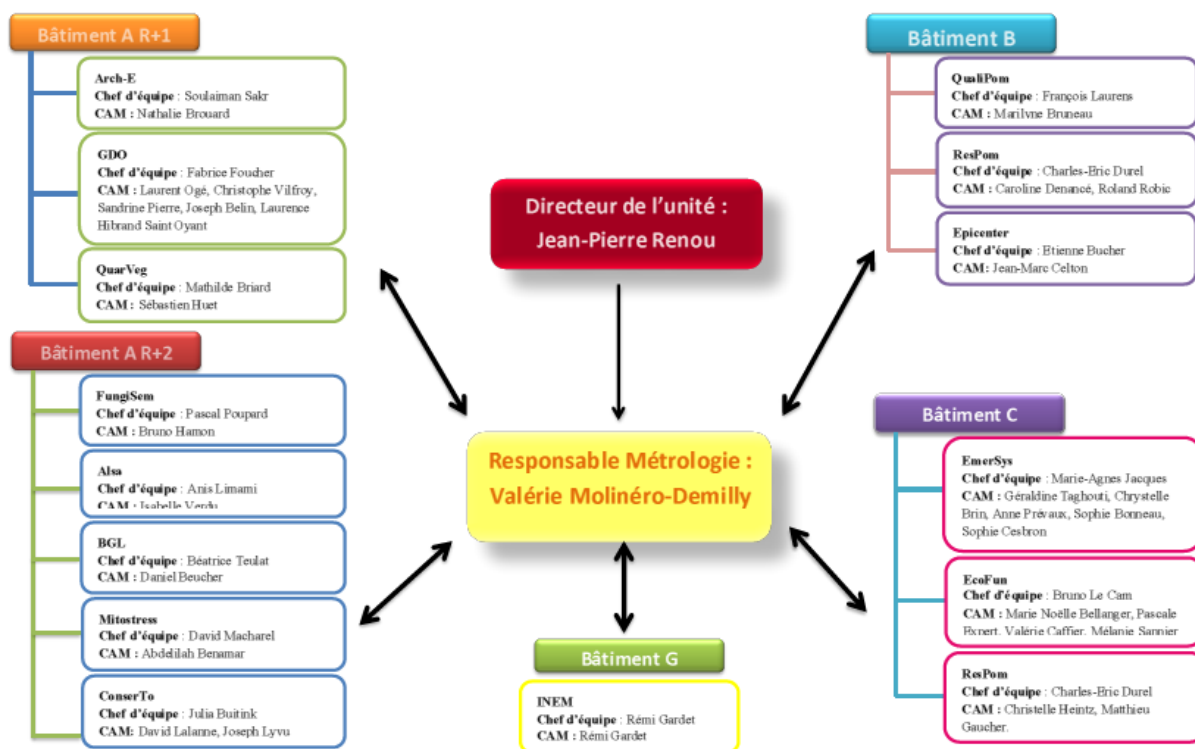 Bâtiment A R+1
Arch-E
Chef d'équipe : Soulaiman Sakr
CAM : Nathalie Brouard
GDO
Chef d'équipe : Fabrice Foucher
CAM : Laurent Ogé, Christophe Vilfroy,
Sandrine Pierre, Joseph Belin, Laurence
Hibrand Saint Oyant
QuarVeg
Chef d'équipe : Mathilde Briard
CAM : Sébastien Huet
Bâtiment A R+2
FungiSem
Chef d'équipe : Pascal Poupard
CAM : Bruno Hamon
Alsa
Chef d'équipe : Anis Limami
CAM : Isabelle Verdu
BGL
Chef d'équipe : Béatrice Teulat
CAM : Daniel Beucher
Mitostress
Chef d'équipe : David Macharel
CAM : Abdelilah Benamar
ConserTo
Chef d'équipe : Julia Buitink
CAM: David Lalanne, Joseph Lyvu
Directeur de l'unité :
Jean-Pierre Renou
Responsable Métrologie :
Valérie Molinéro-Demilly
Bâtiment G
INEM
Chef d'équipe : Rémi Gardet
CAM : Rémi Gardet
Bâtiment B
QualiPom
Chef d'équipe : François Laurens
CAM : Marilyne Bruneau
ResPom
Chef d'équipe : Charles-Eric Durel
CAM : Caroline Denancé, Roland Robic
Epicenter
Chef d'équipe : Etienne Bucher
CAM: Jean-Marc Celton
Bâtiment C
EmerSys
Chef d'équipe : Marie-Agnes Jacques
CAM : Géraldine Taghouti, Chrystelle
Brin, Anne Prévaux, Sophie Bonneau,
Sophie Cesbron
EcoFun
Chef d'équipe : Bruno Le Cam
CAM : Marie Noëlle Bellanger, Pascale
Expert, Valérie Caffier, Mélanie Sannier
ResPom
Chef d'équipe : Charles-Eric Durel
CAM : Christelle Heintz, Matthieu
Gaucher.